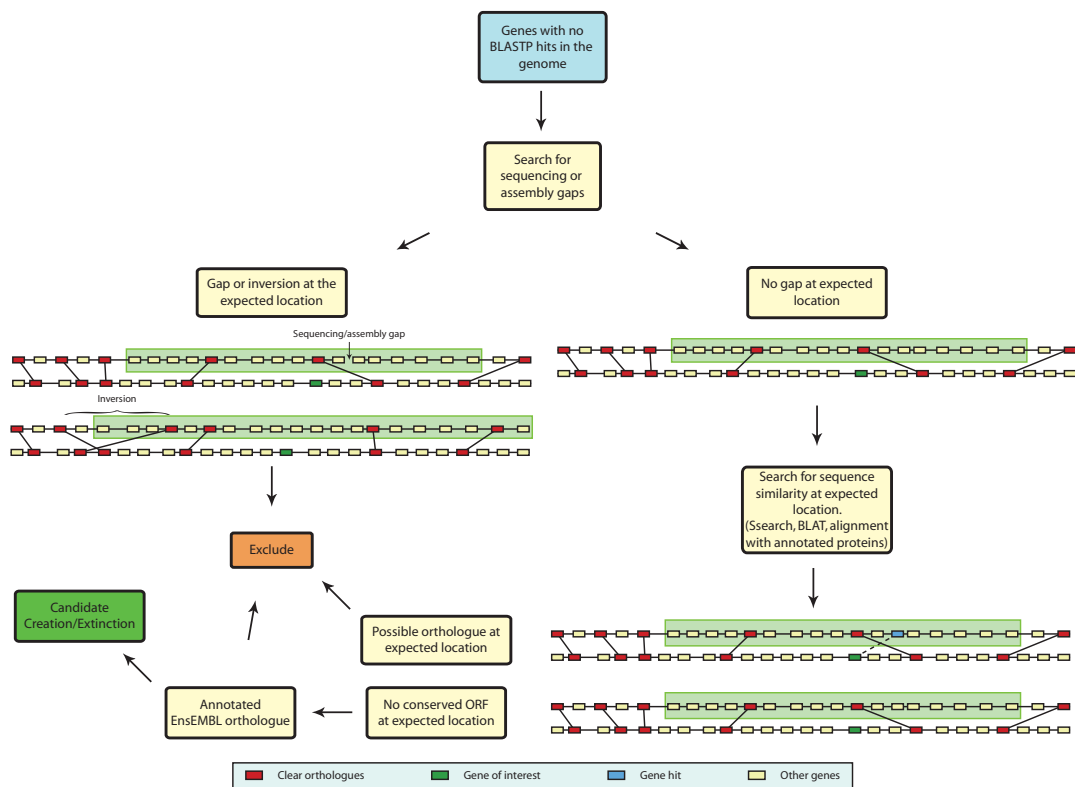 Genes with no
BLASTP hits in the
genome
Search for
sequencing or
assembly gaps
Gap or inversion at the
expected location
No gap at expected
location
Sequencing/assembly gap
Inversion
Search for sequence
similarity at expected
location.
(Ssearch, BLAT, alignment
with annotated proteins)
Exclude
Candidate
Creation/Extinction
Possible orthologue at
expected location
Annotated
EnsEMBL orthologue
No conserved ORF
at expected location
Clear orthologues
Gene of interest
Gene hit
Other genes